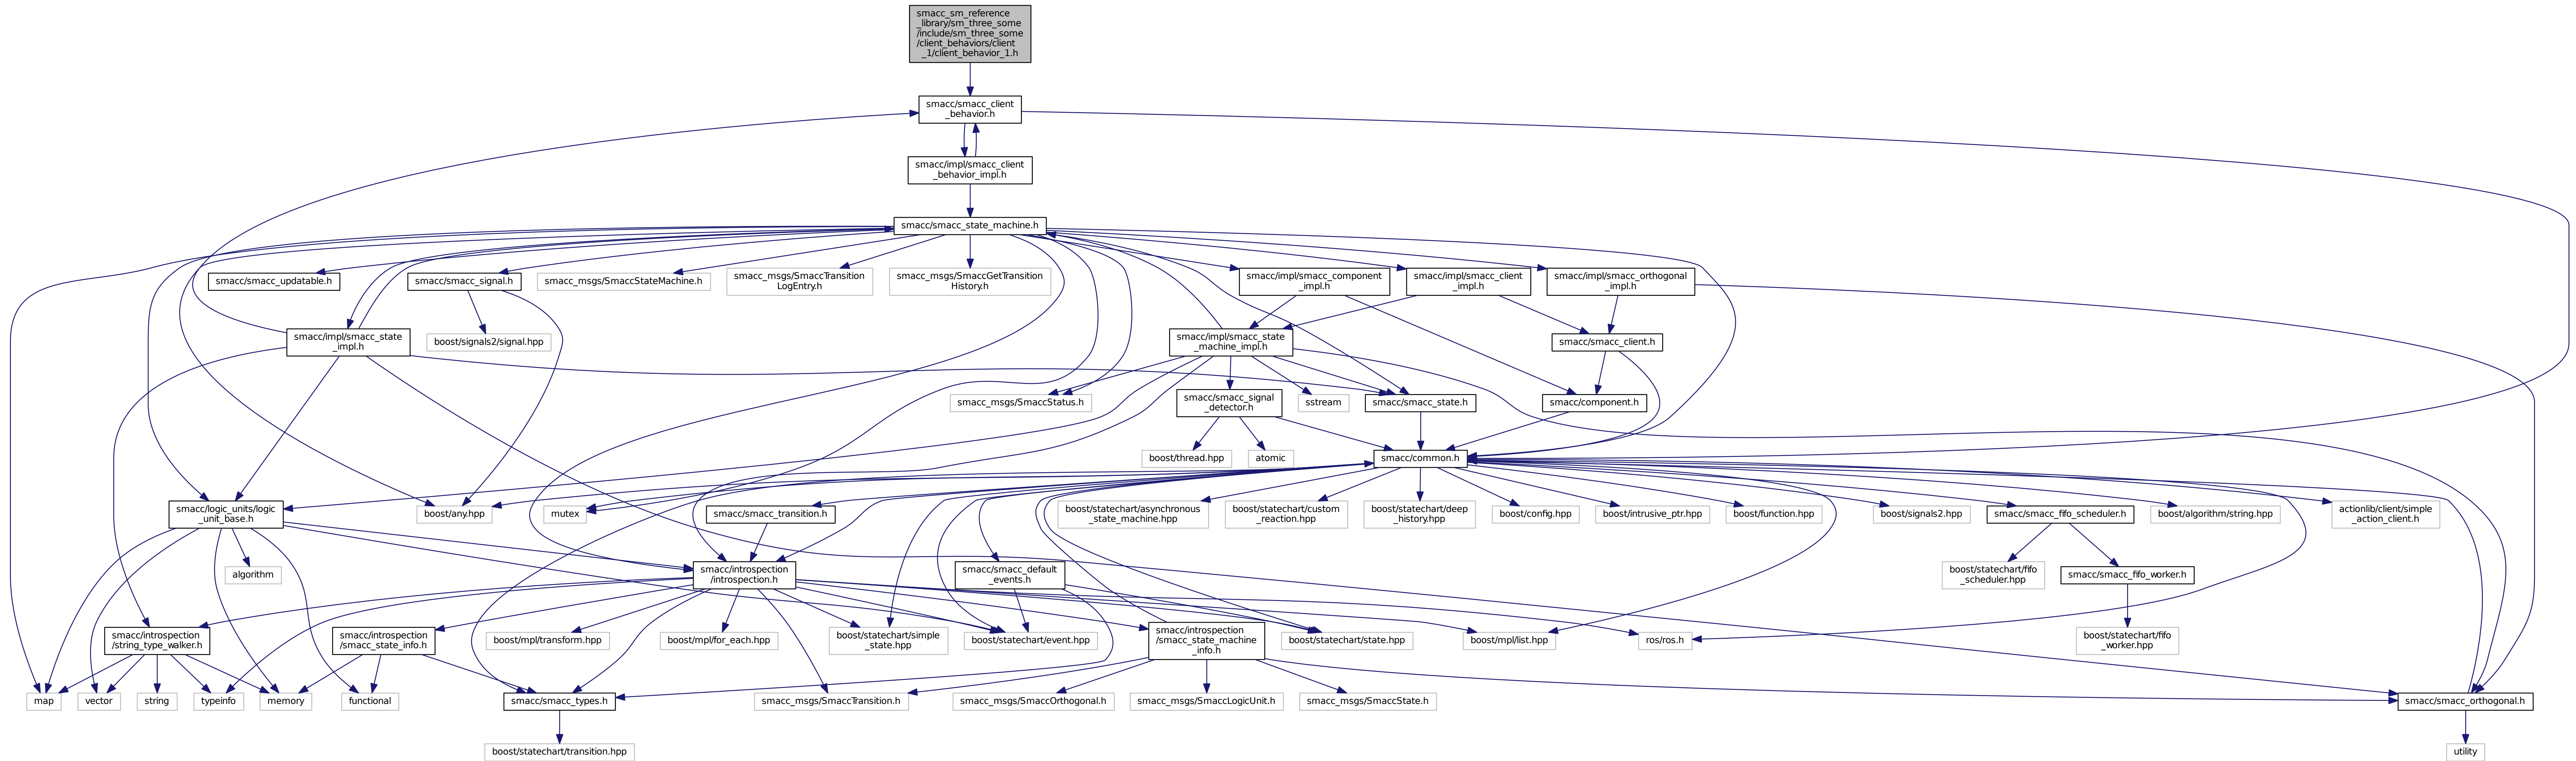 smacc_sm_reference
_library/sm_three_some
/include/sm_three_some
/client_behaviors/client
_1/client_behavior_1.h
smacc/smacc_client
_behavior.h
smacc/impl/smacc_client
_behavior_impl.h
smacc/smacc_state_machine.h
smacc/smacc_updatable.h
smacc/smacc_signal.h
smacc_msgs/SmaccStateMachine.h
smacc_msgs/SmaccTransition
LogEntry.h
smacc_msgs/SmaccGetTransition
History.h
smacc/impl/smacc_component
_impl.h
smacc/impl/smacc_client
_impl.h
smacc/impl/smacc_orthogonal
_impl.h
smacc/impl/smacc_state
_impl.h
boost/signals2/signal.hpp
smacc/impl/smacc_state
_machine_impl.h
smacc/smacc_client.h
smacc_msgs/SmaccStatus.h
smacc/smacc_signal
_detector.h
sstream
smacc/smacc_state.h
smacc/component.h
boost/thread.hpp
atomic
smacc/common.h
smacc/logic_units/logic
_unit_base.h
boost/any.hpp
mutex
smacc/smacc_transition.h
boost/statechart/asynchronous
_state_machine.hpp
boost/statechart/custom
_reaction.hpp
boost/statechart/deep
_history.hpp
boost/config.hpp
boost/intrusive_ptr.hpp
boost/function.hpp
boost/signals2.hpp
smacc/smacc_fifo_scheduler.h
boost/algorithm/string.hpp
actionlib/client/simple
_action_client.h
algorithm
smacc/introspection
/introspection.h
smacc/smacc_default
_events.h
boost/statechart/fifo
_scheduler.hpp
smacc/smacc_fifo_worker.h
smacc/introspection
/string_type_walker.h
smacc/introspection
/smacc_state_info.h
boost/mpl/transform.hpp
boost/mpl/for_each.hpp
boost/statechart/simple
_state.hpp
boost/statechart/event.hpp
smacc/introspection
/smacc_state_machine
_info.h
boost/statechart/state.hpp
boost/mpl/list.hpp
ros/ros.h
boost/statechart/fifo
_worker.hpp
map
vector
string
typeinfo
memory
functional
smacc/smacc_types.h
smacc_msgs/SmaccTransition.h
smacc_msgs/SmaccOrthogonal.h
smacc_msgs/SmaccLogicUnit.h
smacc_msgs/SmaccState.h
smacc/smacc_orthogonal.h
boost/statechart/transition.hpp
utility